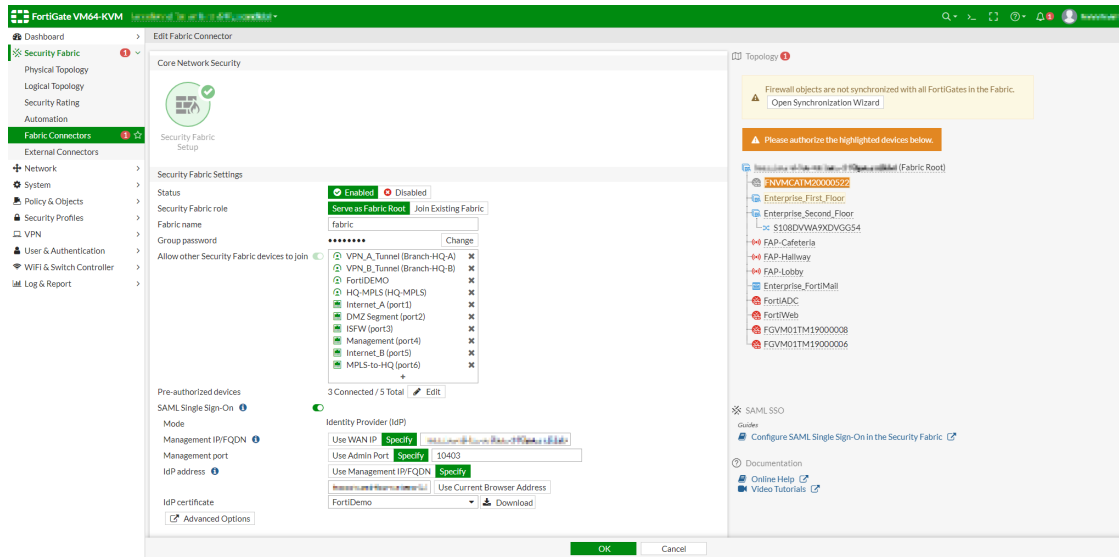 FortiGate VM64-KVM
Dashboard
Security Fabric 1
Physical Topology
Logical Topology
Security Rating
Automation
Fabric Connectors 1
External Connectors
Network
System
Policy & Objects
Security Profiles
VPN
User & Authentication
WiFi & Switch Controller
Log & Report
Edit Fabric Connector
Core Network Security
Security Fabric
Setup
Security Fabric Settings
Status Enabled Disabled
Security Fabric role Serve as Fabric Root Join Existing Fabric
Fabric name fabric
Group password •••••••• Change
Allow other Security Fabric devices to join
VPN_A_Tunnel (Branch-HQ-A)
VPN_B_Tunnel (Branch-HQ-B)
FortiDEMO
HQ-MPLS (HQ-MPLS)
Internet_A (port1)
DMZ Segment (port2)
ISFW (port3)
Management (port4)
Internet_B (port5)
MPLS-to-HQ (port6)
+
Pre-authorized devices 3 Connected / 5 Total Edit
SAML Single Sign-On
Mode Identity Provider (IdP)
Management IP/FQDN Use WAN IP Specify
Management port Use Admin Port Specify 10403
IdP address Use Management IP/FQDN Specify
Use Current Browser Address
IdP certificate FortiDemo Download
Advanced Options
OK Cancel
Topology 1
Firewall objects are not synchronized with all FortiGates in the Fabric.
Open Synchronization Wizard
Please authorize the highlighted devices below.
(Fabric Root)
FNVMCATM20000522
Enterprise_First_Floor
Enterprise_Second_Floor
S108DVWA9XDVGG54
FAP-Cafeteria
FAP-Hallway
FAP-Lobby
Enterprise_FortiMail
FortiADC
FortiWeb
FGVM01TM19000008
FGVM01TM19000006
SAML SSO
Guides
Configure SAML Single Sign-On in the Security Fabric
Documentation
Online Help
Video Tutorials